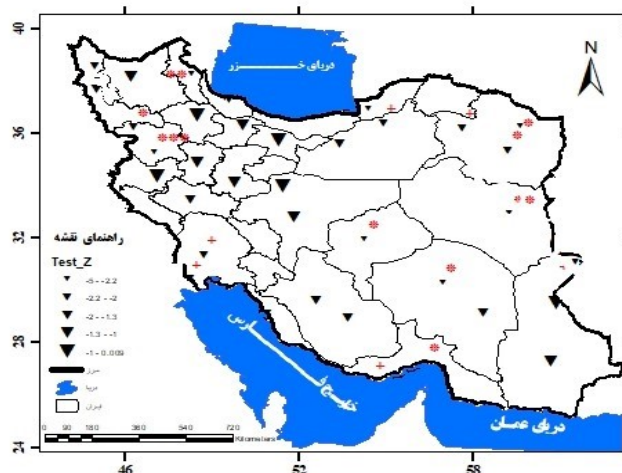 40
36
32
28
24
دریای خزر
N
راهنمای نقشه
Test_Z
-5 - -2.2
-2.2 - -2
-2 - -1.3
-1.3 - -1
-1 - 0.009
مرز
دریا
ایران
0 90 180 360 540 720
Kilometers
خلیج فارس
دریای عمـان
46 52 58